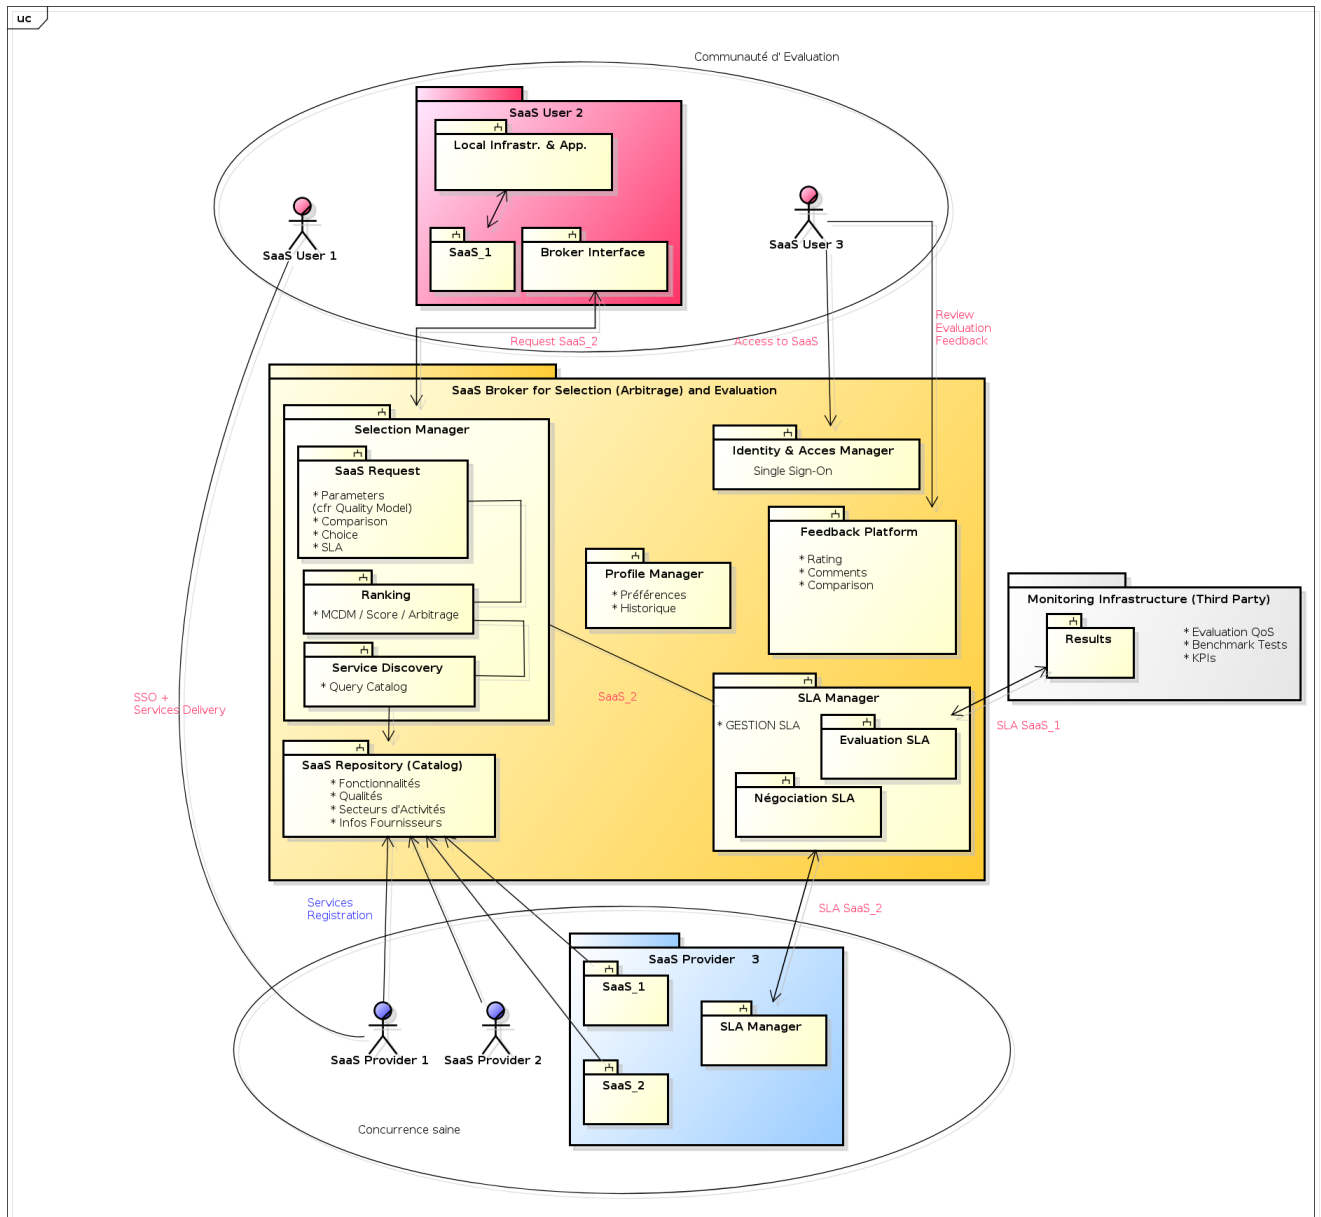 uc
Communauté d' Evaluation
SaaS User 2
Local Infrastr. & App.
SaaS_1
Broker Interface
SaaS User 1
SaaS User 3
Request SaaS_2
Access to SaaS
Review
Evaluation
Feedback
SaaS Broker for Selection (Arbitrage) and Evaluation
Selection Manager
SaaS Request
* Parameters
(cfr Quality Model)
* Comparison
* Choice
* SLA
Ranking
* MCDM / Score / Arbitrage
Service Discovery
* Query Catalog
SaaS Repository (Catalog)
* Fonctionnalités
* Qualités
* Secteurs d'Activités
* Infos Fournisseurs
Identity & Acces Manager
Single Sign-On
Feedback Platform
* Rating
* Comments
* Comparison
Profile Manager
* Préférences
* Historique
SaaS_2
SLA Manager
* GESTION SLA
Evaluation SLA
Négociation SLA
Monitoring Infrastructure (Third Party)
Results
* Evaluation QoS
* Benchmark Tests
* KPIs
SLA SaaS_1
SSO +
Services Delivery
Services
Registration
SLA SaaS_2
SaaS Provider 3
SaaS_1
SLA Manager
SaaS_2
SaaS Provider 1
SaaS Provider 2
Concurrence saine